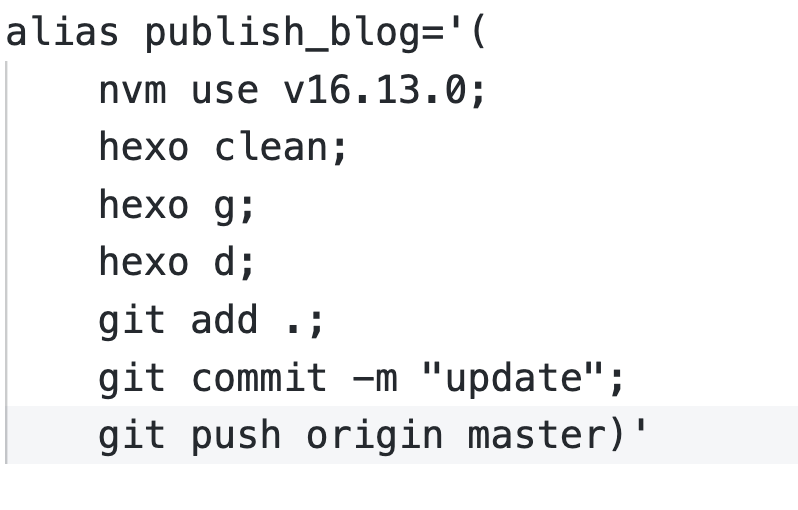 alias publish_blog='(
    nvm use v16.13.0;
    hexo clean;
    hexo g;
    hexo d;
    git add .;
    git commit -m "update";
    git push origin master)'